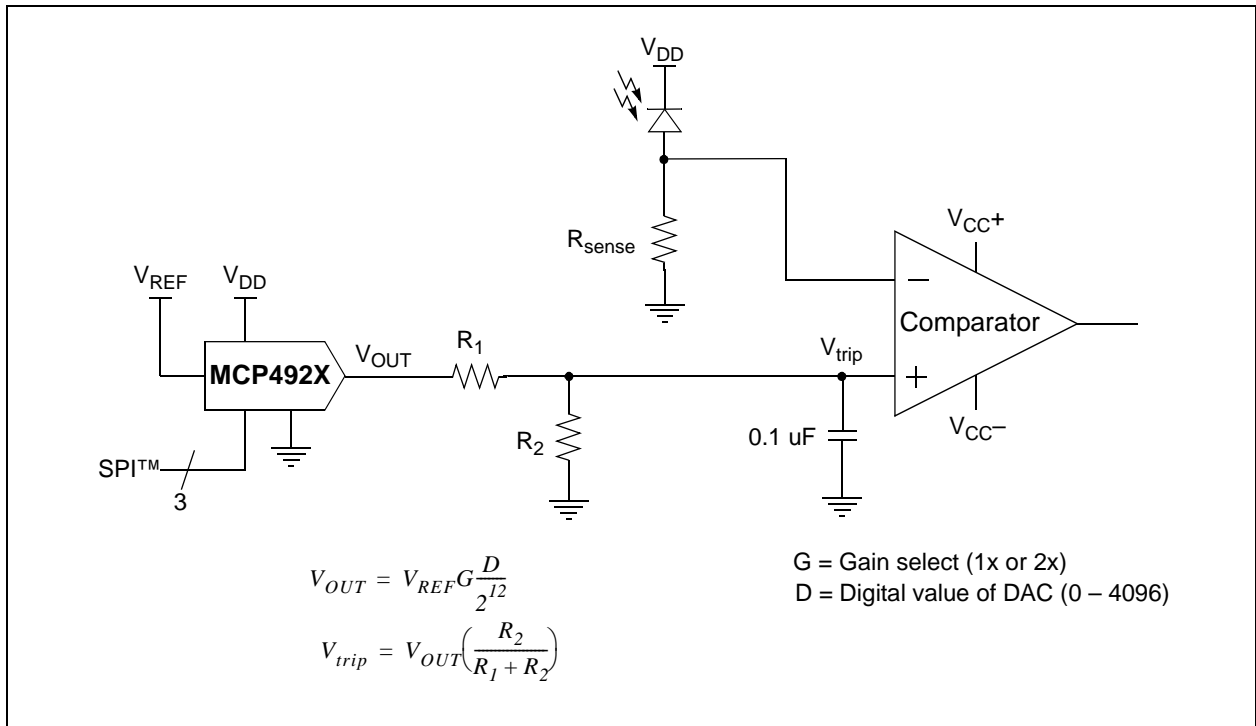 V_DD
R_sense
V_CC+
V_REF
V_DD
−
Comparator
R_1
V_OUT
V_trip
MCP492X
+
R_2
0.1 uF
V_CC–
SPI™
3
V_OUT = V_REF G D/2^12
G = Gain select (1x or 2x)
D = Digital value of DAC (0 – 4096)
V_trip = V_OUT(R_2/(R_1 + R_2))